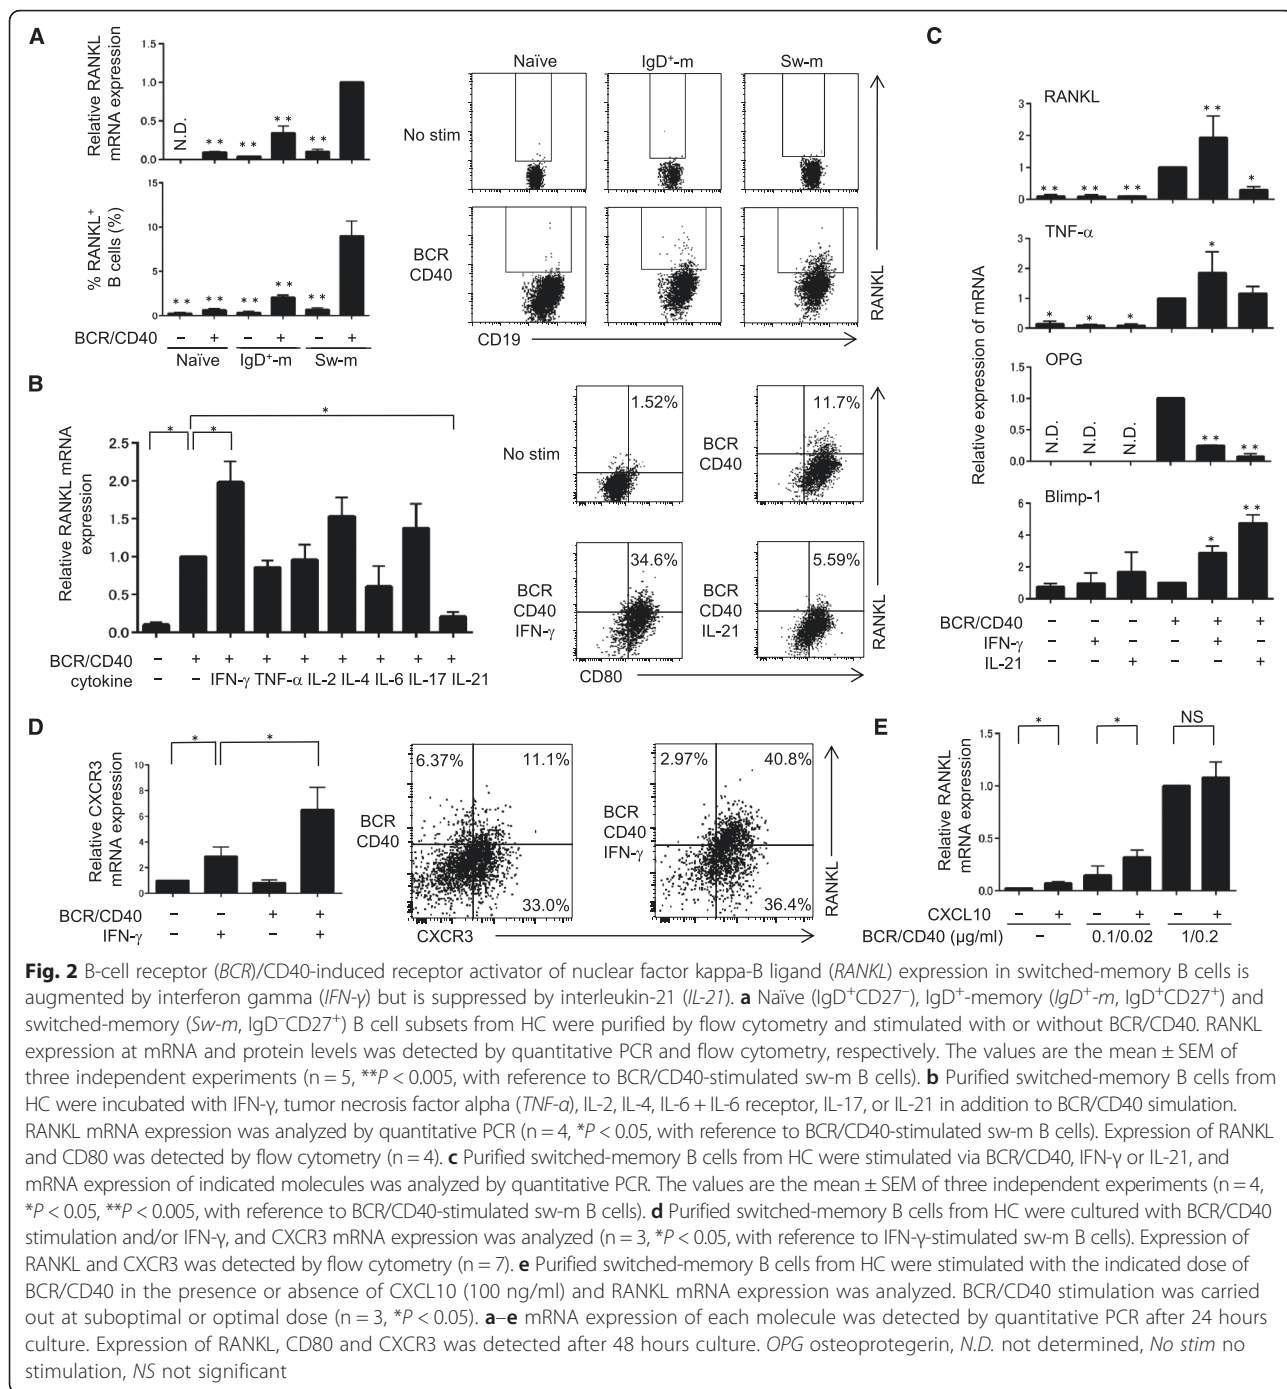 A
Relative RANKL
mRNA expression
1.5
1.0
0.5
0.0
N.D.
** ** ** **
% RANKL+
B cells (%)
15
10
5
0
** ** ** ** **
BCR/CD40 – + – + – +
Naïve IgD+-m Sw-m
Naïve IgD+-m Sw-m
No stim
BCR
CD40
RANKL
CD19
B
Relative RANKL mRNA
expression
2.5
2.0
1.5
1.0
0.5
0.0
* * *
BCR/CD40 – + + + + + + + +
cytokine – – IFN-γ TNF-α IL-2 IL-4 IL-6 IL-17 IL-21
No stim
1.52%
BCR
CD40
11.7%
BCR
CD40
IFN-γ
34.6%
BCR
CD40
IL-21
5.59%
RANKL
CD80
C
Relative expression of mRNA
RANKL
3
2
1
0
** ** ** ** *
TNF-α
3
2
1
0
* * * *
OPG
1.5
1.0
0.5
0.0
N.D. N.D. N.D. ** **
Blimp-1
6
4
2
0
* **
BCR/CD40 – – – + + +
IFN-γ – + – – + –
IL-21 – – + – – +
D
Relative CXCR3
mRNA expression
10
8
6
4
2
0
* *
BCR/CD40 – – + +
IFN-γ – + – +
BCR
CD40
6.37% 11.1%
33.0%
BCR
CD40
IFN-γ
2.97% 40.8%
36.4%
RANKL
CXCR3
E
Relative RANKL
mRNA expression
1.5
1.0
0.5
0.0
* * NS
CXCL10 – + – + – +
BCR/CD40 (µg/ml) – 0.1/0.02 1/0.2
Fig. 2 B-cell receptor (BCR)/CD40-induced receptor activator of nuclear factor kappa-B ligand (RANKL) expression in switched-memory B cells is
augmented by interferon gamma (IFN-γ) but is suppressed by interleukin-21 (IL-21). a Naïve (IgD+CD27−), IgD+-memory (IgD+-m, IgD+CD27+) and
switched-memory (Sw-m, IgD−CD27+) B cell subsets from HC were purified by flow cytometry and stimulated with or without BCR/CD40. RANKL
expression at mRNA and protein levels was detected by quantitative PCR and flow cytometry, respectively. The values are the mean ± SEM of
three independent experiments (n = 5, **P < 0.005, with reference to BCR/CD40-stimulated sw-m B cells). b Purified switched-memory B cells from
HC were incubated with IFN-γ, tumor necrosis factor alpha (TNF-α), IL-2, IL-4, IL-6 + IL-6 receptor, IL-17, or IL-21 in addition to BCR/CD40 simulation.
RANKL mRNA expression was analyzed by quantitative PCR (n = 4, *P < 0.05, with reference to BCR/CD40-stimulated sw-m B cells). Expression of RANKL
and CD80 was detected by flow cytometry (n = 4). c Purified switched-memory B cells from HC were stimulated via BCR/CD40, IFN-γ or IL-21, and
mRNA expression of indicated molecules was analyzed by quantitative PCR. The values are the mean ± SEM of three independent experiments (n = 4,
*P < 0.05, **P < 0.005, with reference to BCR/CD40-stimulated sw-m B cells). d Purified switched-memory B cells from HC were cultured with BCR/CD40
stimulation and/or IFN-γ, and CXCR3 mRNA expression was analyzed (n = 3, *P < 0.05, with reference to IFN-γ-stimulated sw-m B cells). Expression of
RANKL and CXCR3 was detected by flow cytometry (n = 7). e Purified switched-memory B cells from HC were stimulated with the indicated dose of
BCR/CD40 in the presence or absence of CXCL10 (100 ng/ml) and RANKL mRNA expression was analyzed. BCR/CD40 stimulation was carried
out at suboptimal or optimal dose (n = 3, *P < 0.05). a–e mRNA expression of each molecule was detected by quantitative PCR after 24 hours
culture. Expression of RANKL, CD80 and CXCR3 was detected after 48 hours culture. OPG osteoprotegerin, N.D. not determined, No stim no
stimulation, NS not significant